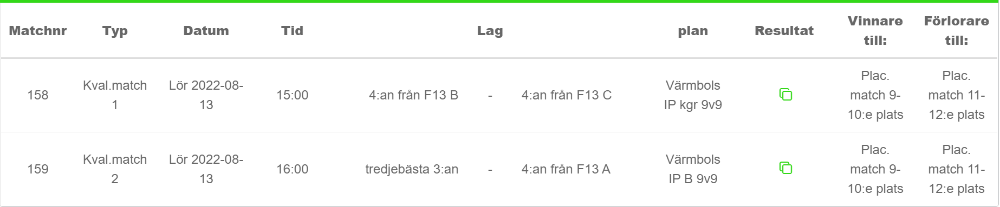 Matchnr Typ Datum Tid Lag plan Resultat Vinnare till: Förlorare till:
158 Kval.match 1 Lör 2022-08-13 15:00 4:an från F13 B - 4:an från F13 C Värmbols IP kgr 9v9 Plac. match 9-10:e plats Plac. match 11-12:e plats
159 Kval.match 2 Lör 2022-08-13 16:00 tredjebästa 3:an - 4:an från F13 A Värmbols IP B 9v9 Plac. match 9-10:e plats Plac. match 11-12:e plats